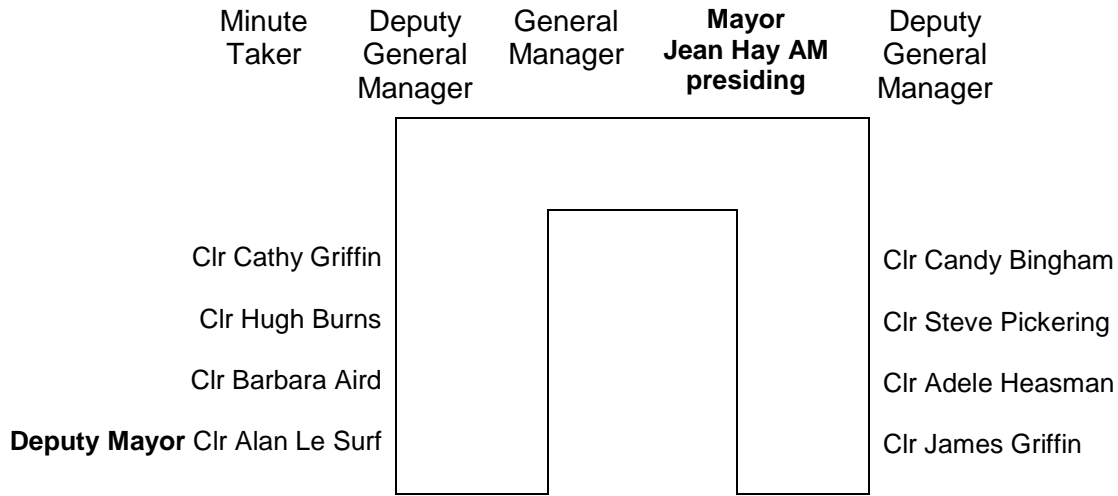 Minute
Taker
Deputy
General
Manager
General
Manager
Mayor
Jean Hay AM
presiding
Deputy
General
Manager
Clr Cathy Griffin
Clr Hugh Burns
Clr Barbara Aird
Deputy Mayor Clr Alan Le Surf
Clr Candy Bingham
Clr Steve Pickering
Clr Adele Heasman
Clr James Griffin